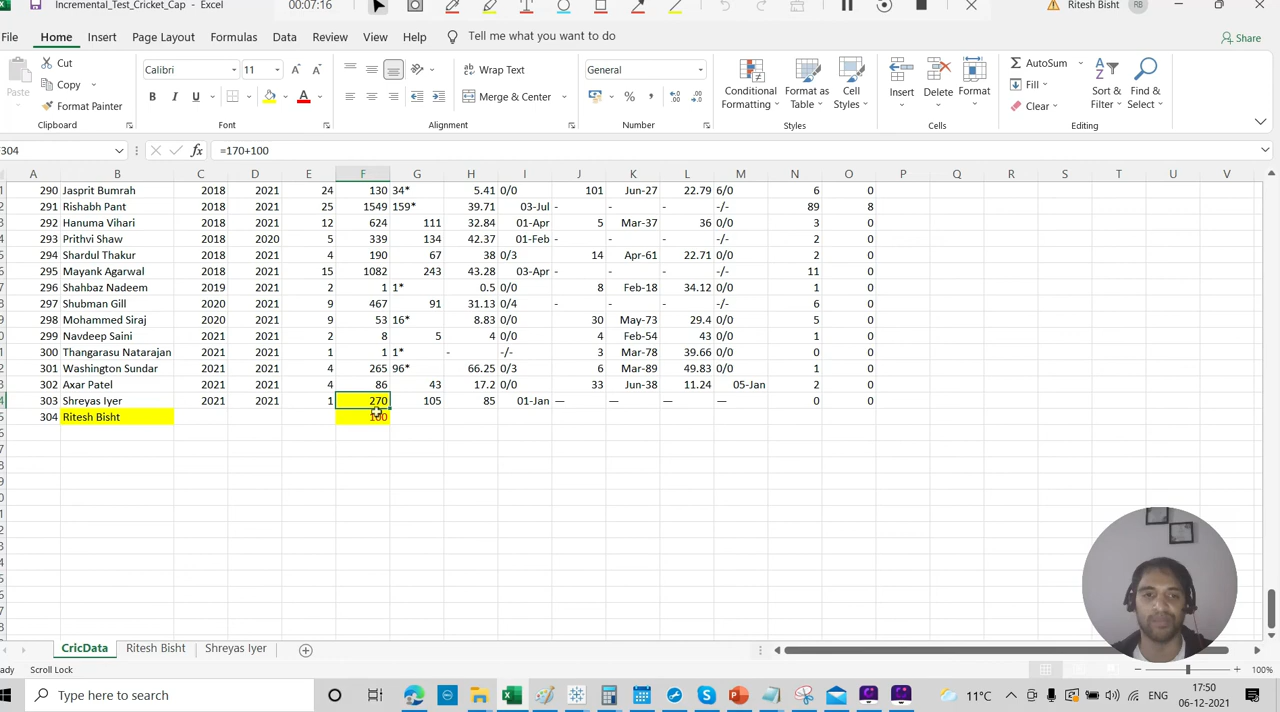 Incremental_Test_Cricket_Cap - Excel
00:07:16
Ritesh Bisht
RB
File Home Insert Page Layout Formulas Data Review View Help Tell me what you want to do
Share
Paste
Cut
Copy
Format Painter
Clipboard
Calibri 11
B I U
Font
Wrap Text
Merge & Center
Alignment
General
Number
Conditional Formatting
Format as Table
Cell Styles
Styles
Insert
Delete
Format
Cells
AutoSum
Fill
Clear
Sort & Filter
Find & Select
Editing
304 =170+100
A B C D E F G H I J K L M N O P Q R S T U V
290 Jasprit Bumrah 2018 2021 24 130 34* 5.41 0/0 101 Jun-27 22.79 6/0 6 0
291 Rishabh Pant 2018 2021 25 1549 159* 39.71 03-Jul - - - -/- 89 8
292 Hanuma Vihari 2018 2021 12 624 111 32.84 01-Apr 5 Mar-37 36 0/0 3 0
293 Prithvi Shaw 2018 2020 5 339 134 42.37 01-Feb - - - -/- 2 0
294 Shardul Thakur 2018 2021 4 190 67 38 0/3 14 Apr-61 22.71 0/0 2 0
295 Mayank Agarwal 2018 2021 15 1082 243 43.28 03-Apr - - - -/- 11 0
296 Shahbaz Nadeem 2019 2021 2 1 1* 0.5 0/0 8 Feb-18 34.12 0/0 1 0
297 Shubman Gill 2020 2021 9 467 91 31.13 0/4 - - - -/- 6 0
298 Mohammed Siraj 2020 2021 9 53 16* 8.83 0/0 30 May-73 29.4 0/0 5 0
299 Navdeep Saini 2021 2021 2 8 5 4 0/0 4 Feb-54 43 0/0 1 0
300 Thangarasu Natarajan 2021 2021 1 1 1* - -/- 3 Mar-78 39.66 0/0 0 0
301 Washington Sundar 2021 2021 4 265 96* 66.25 0/3 6 Mar-89 49.83 0/0 1 0
302 Axar Patel 2021 2021 4 86 43 17.2 0/0 33 Jun-38 11.24 05-Jan 2 0
303 Shreyas Iyer 2021 2021 1 270 105 85 01-Jan — — — — 0 0
304 Ritesh Bisht 100
CricData Ritesh Bisht Shreyas Iyer
Scroll Lock
100%
Type here to search
11°C
ENG
17:50
06-12-2021